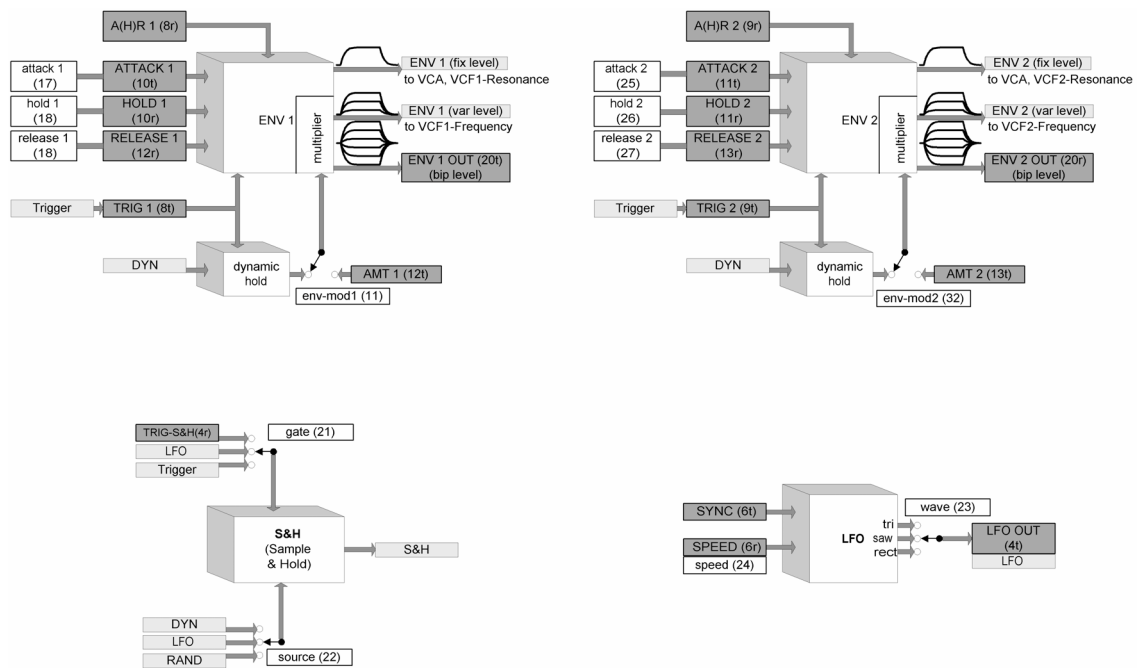 A(H)R 1 (8r)
attack 1
(17)
ATTACK 1
(10t)
hold 1
(18)
HOLD 1
(10r)
release 1
(18)
RELEASE 1
(12r)
ENV 1
multiplier
ENV 1 (fix level)
to VCA, VCF1-Resonance
ENV 1 (var level)
to VCF1-Frequency
ENV 1 OUT (20t)
(bip level)
Trigger
TRIG 1 (8t)
DYN
dynamic
hold
AMT 1 (12t)
env-mod1 (11)
A(H)R 2 (9r)
attack 2
(25)
ATTACK 2
(11t)
hold 2
(26)
HOLD 2
(11r)
release 2
(27)
RELEASE 2
(13r)
ENV 2
multiplier
ENV 2 (fix level)
to VCA, VCF2-Resonance
ENV 2 (var level)
to VCF2-Frequency
ENV 2 OUT (20r)
(bip level)
Trigger
TRIG 2 (9t)
DYN
dynamic
hold
AMT 2 (13t)
env-mod2 (32)
TRIG-S&H(4r)
LFO
Trigger
gate (21)
S&H
(Sample
& Hold)
S&H
DYN
LFO
RAND
source (22)
SYNC (6t)
SPEED (6r)
speed (24)
LFO
tri
saw
rect
wave (23)
LFO OUT
(4t)
LFO